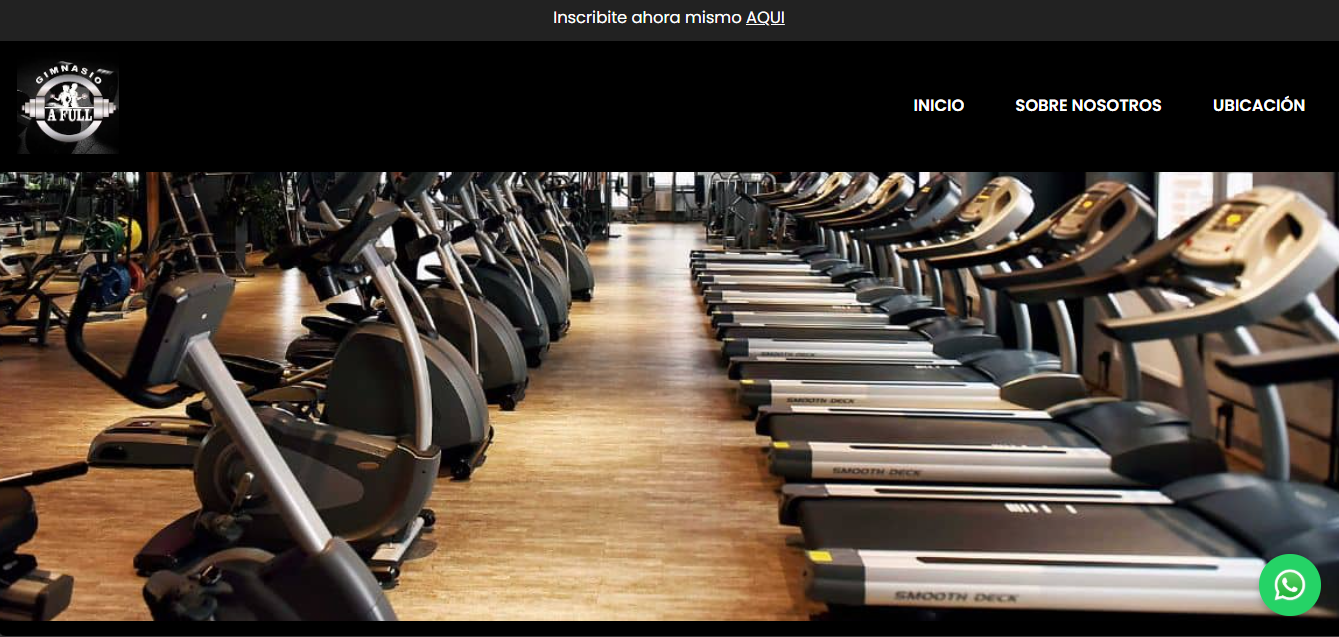 Inscribite ahora mismo AQUI
GIMNASIO
A FULL
INICIO
SOBRE NOSOTROS
UBICACIÓN
SMOOTH DECK
SMOOTH DECK
SMOOTH DECK
SMOOTH DECK